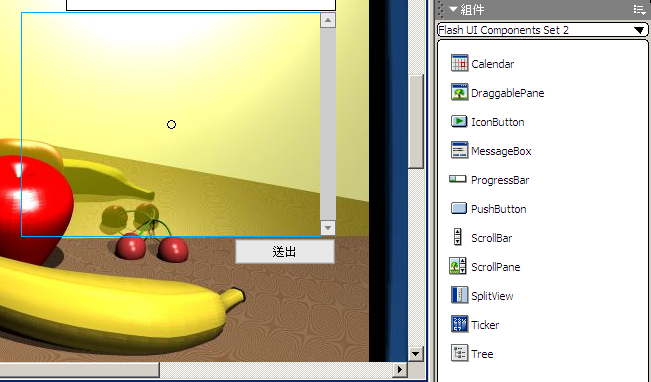 組件
Flash UI Components Set 2
Calendar
DraggablePane
IconButton
MessageBox
ProgressBar
PushButton
ScrollBar
ScrollPane
SplitView
Ticker
Tree
送出